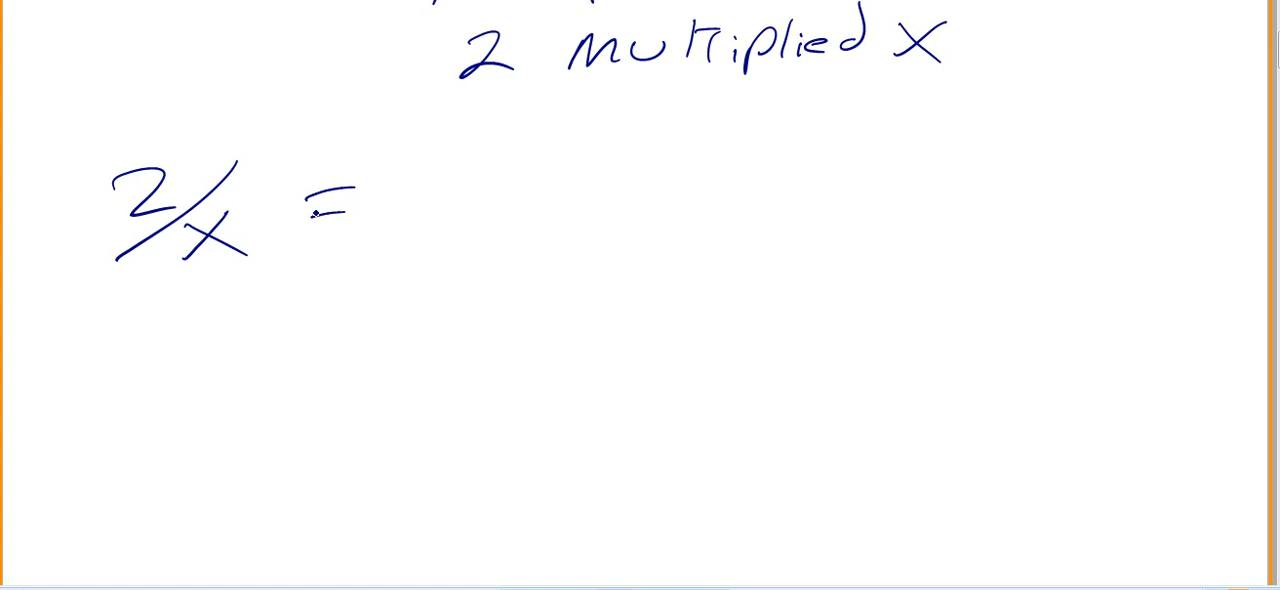 2 multiplied x
2/x =